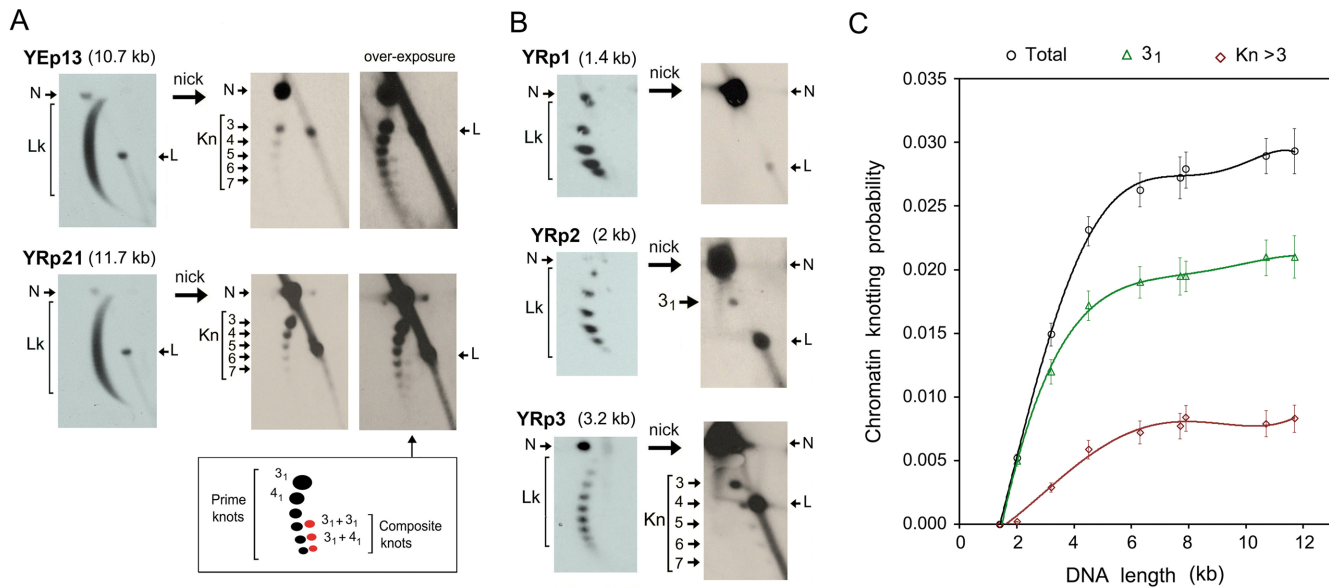 A
YEp13 (10.7 kb)
nick
over-exposure
N
Lk
L
N
Kn
3
4
5
6
7
L
YRp21 (11.7 kb)
nick
N
Lk
L
N
Kn
3
4
5
6
7
L
Prime knots
3₁
4₁
3₁+3₁
3₁+4₁
Composite knots
B
YRp1 (1.4 kb)
nick
N
Lk
N
L
YRp2 (2 kb)
nick
N
Lk
3₁
N
L
YRp3 (3.2 kb)
nick
N
Lk
Kn
3
4
5
6
7
N
L
C
Total
3₁
Kn >3
Chromatin knotting probability
0.035
0.030
0.025
0.020
0.015
0.010
0.005
0.000
0
2
4
6
8
10
12
DNA length (kb)